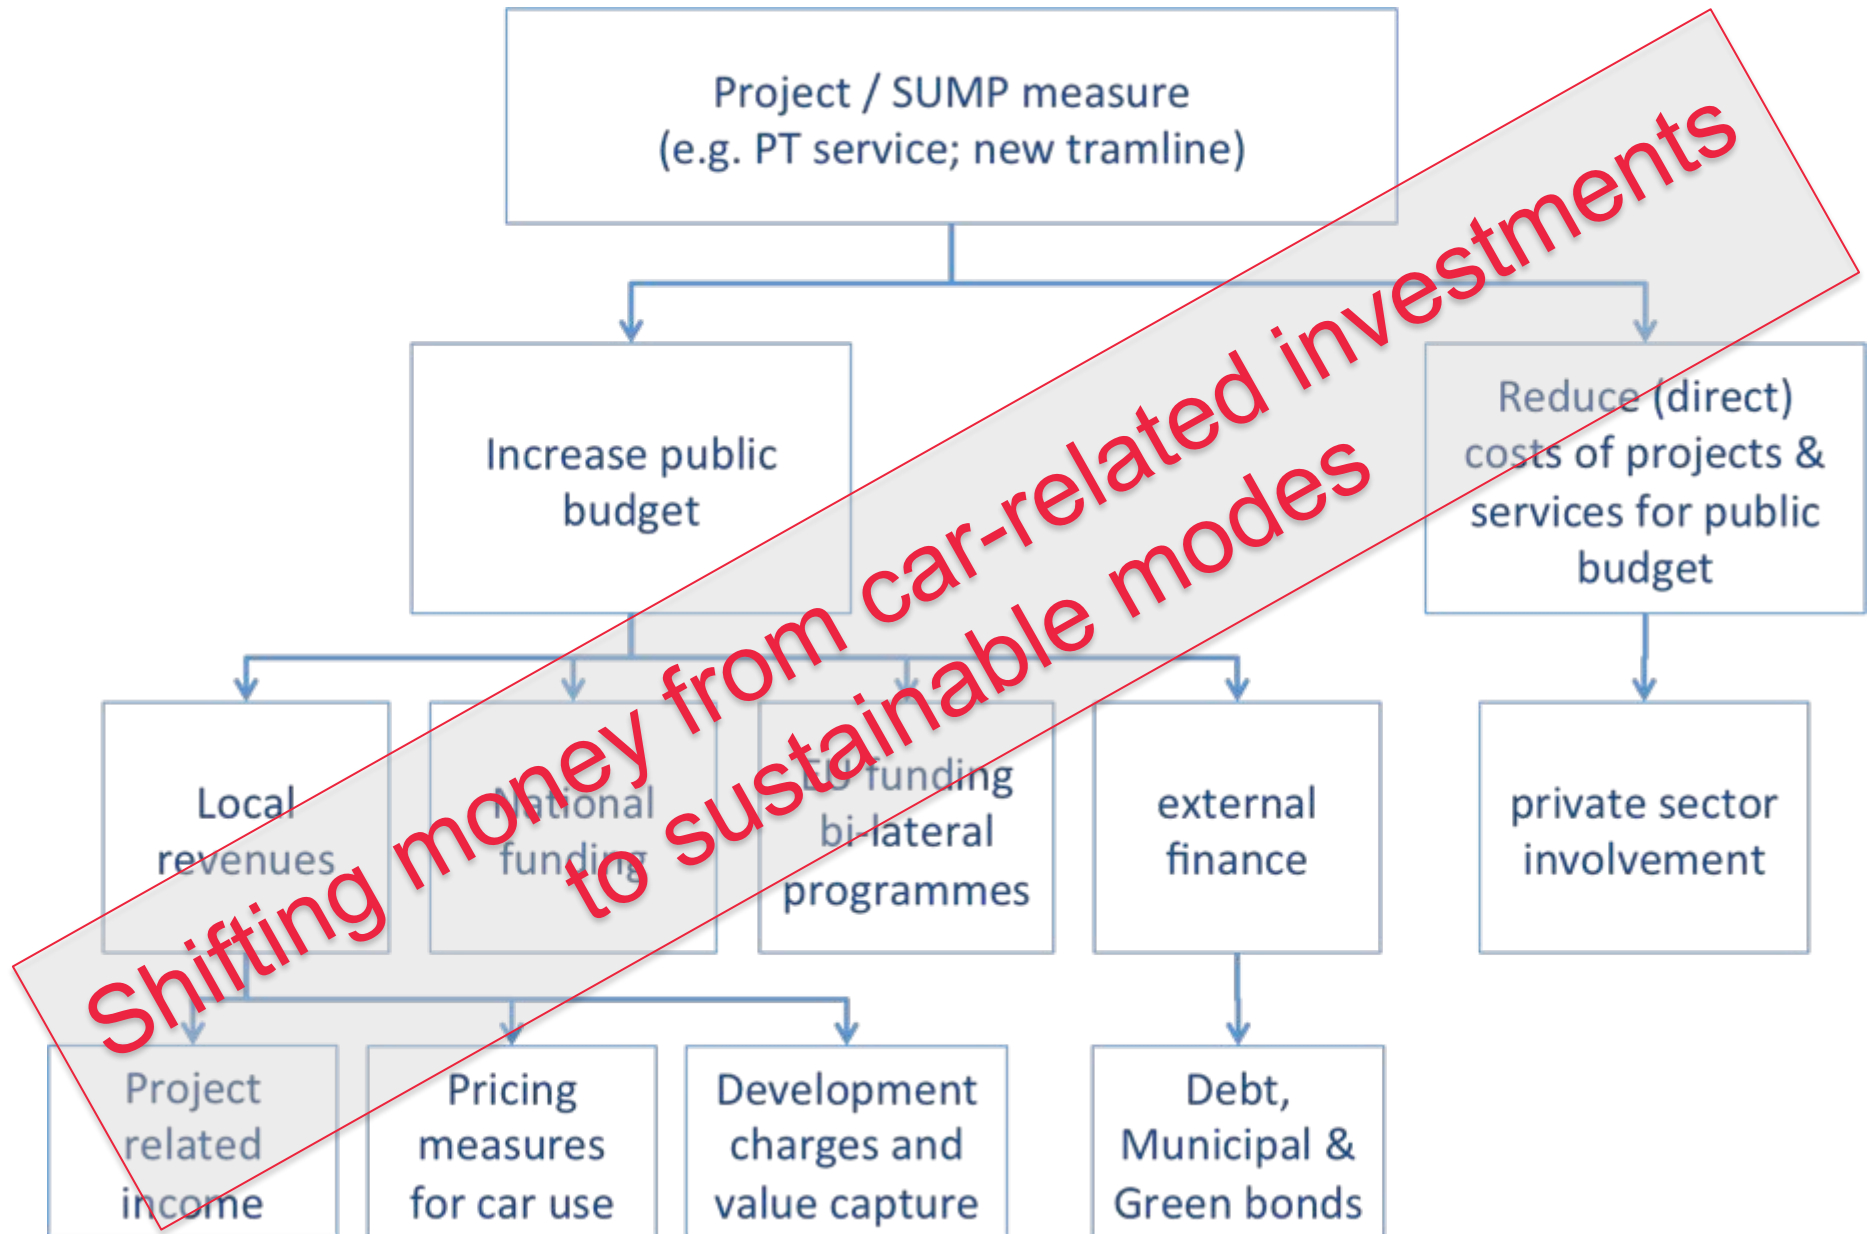 Project / SUMP measure
(e.g. PT service; new tramline)
Increase public
budget
Reduce (direct)
costs of projects &
services for public
budget
Shifting money from car-related investments
to sustainable modes
Local
revenues
National
funding
EU funding
bi-lateral
programmes
external
finance
private sector
involvement
Project
related
income
Pricing
measures
for car use
Development
charges and
value capture
Debt,
Municipal &
Green bonds